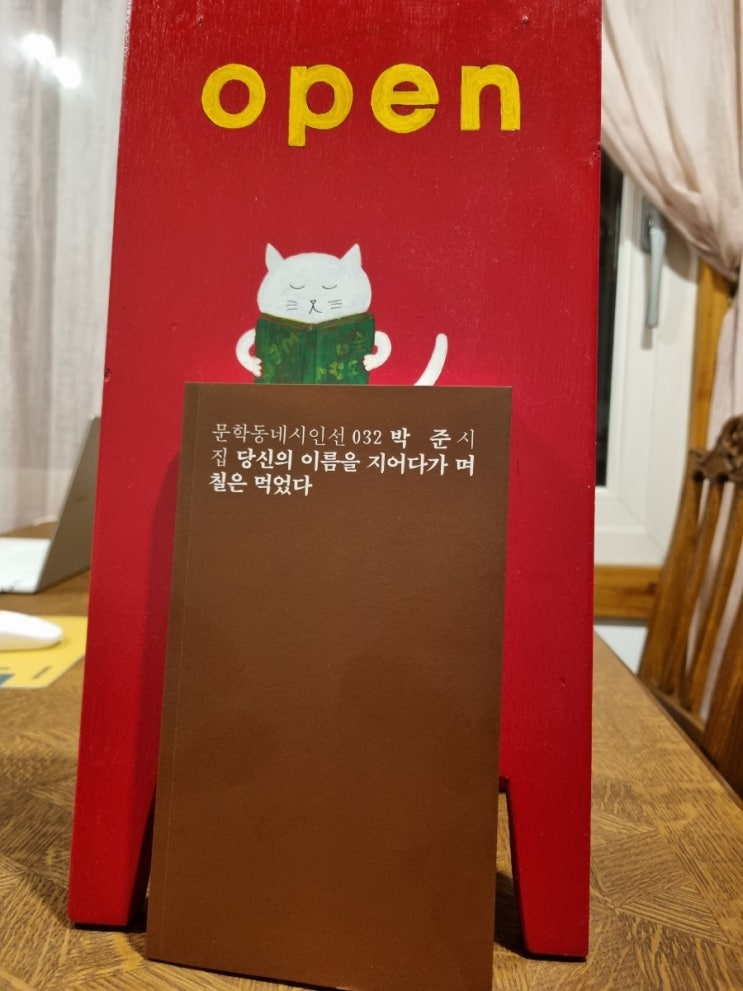 open
문학동네시인선 032 박 준 시
집 당신의 이름을 지어다가 며
칠은 먹었다